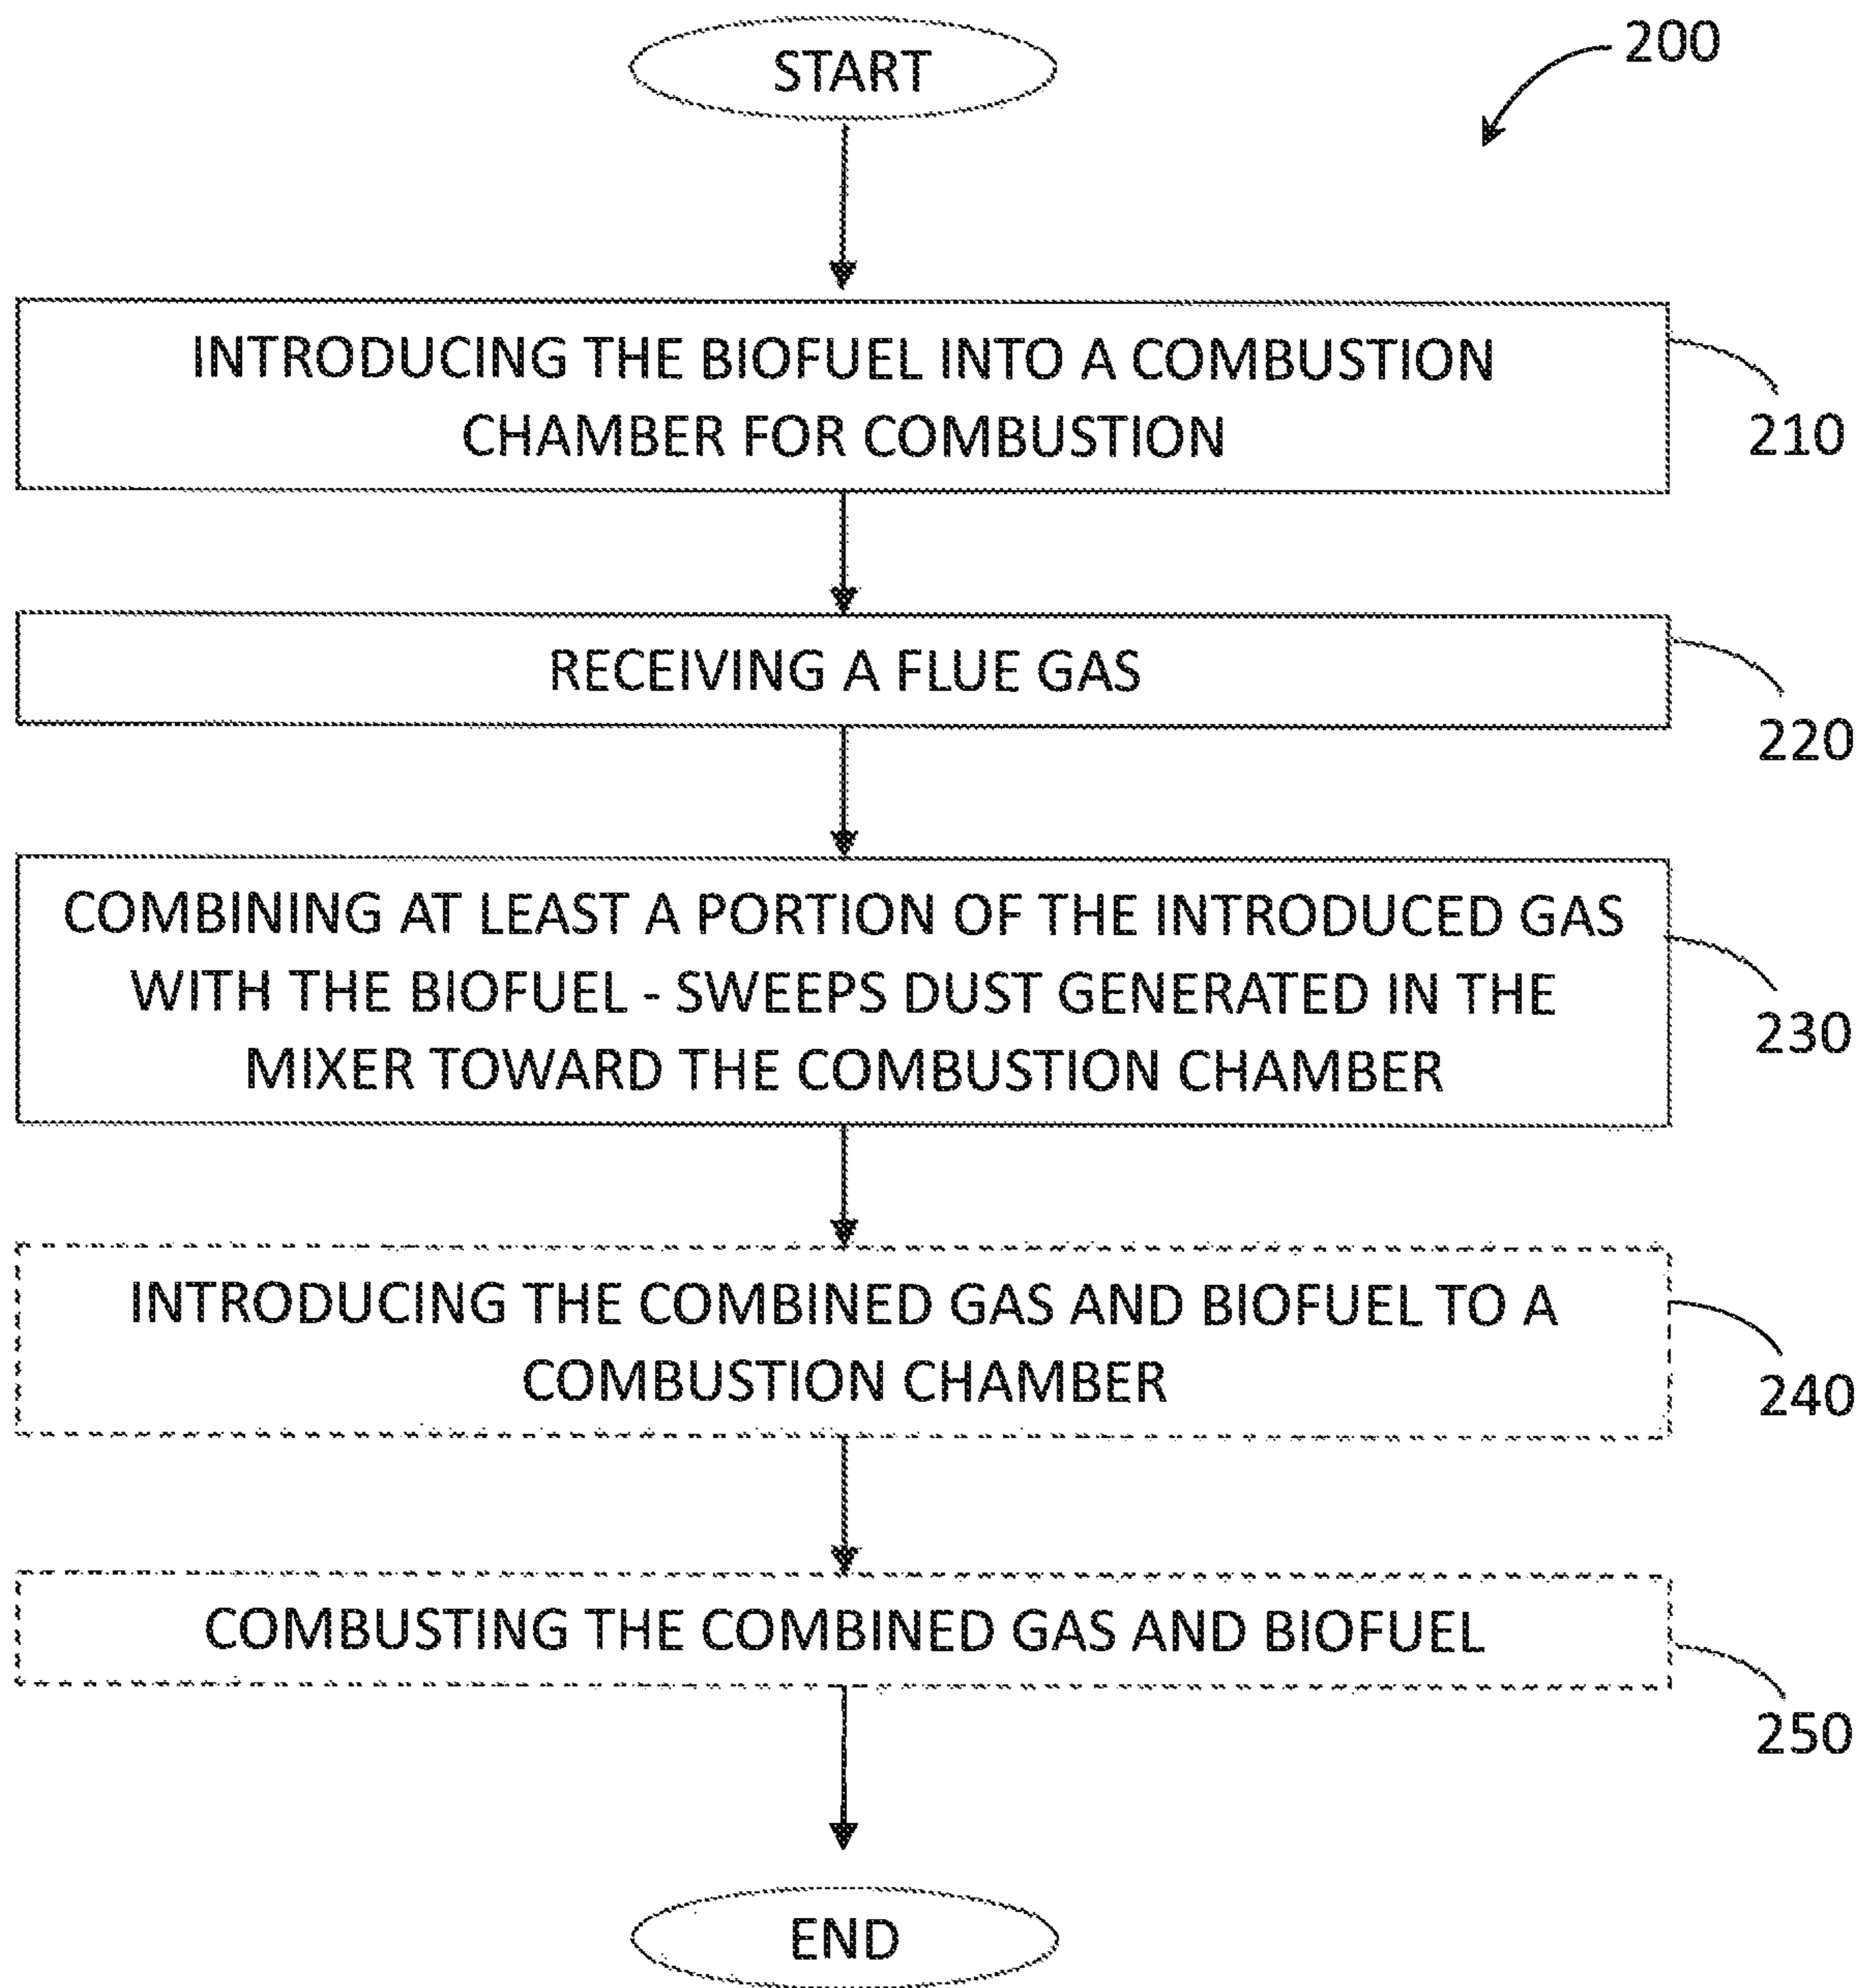 START
200
INTRODUCING THE BIOFUEL INTO A COMBUSTION
CHAMBER FOR COMBUSTION
210
RECEIVING A FLUE GAS
220
COMBINING AT LEAST A PORTION OF THE INTRODUCED GAS
WITH THE BIOFUEL - SWEEPS DUST GENERATED IN THE
MIXER TOWARD THE COMBUSTION CHAMBER
230
INTRODUCING THE COMBINED GAS AND BIOFUEL TO A
COMBUSTION CHAMBER
240
COMBUSTING THE COMBINED GAS AND BIOFUEL
250
END